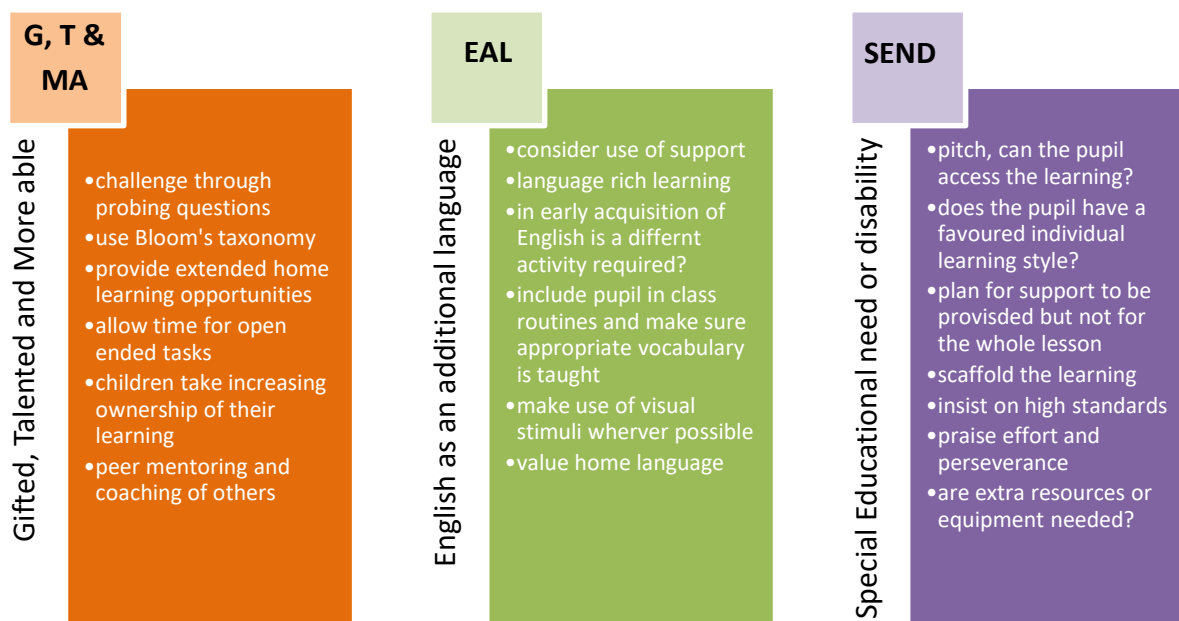 G, T &
MA
Gifted, Talented and More able
•challenge through
probing questions
•use Bloom's taxonomy
•provide extended home
learning opportunities
•allow time for open
ended tasks
•children take increasing
ownership of their
learning
•peer mentoring and
coaching of others
EAL
English as an additional language
•consider use of support
•language rich learning
•in early acquisition of
English is a differnt
activity required?
•include pupil in class
routines and make sure
appropriate vocabulary
is taught
•make use of visual
stimuli wherver possible
•value home language
SEND
Special Educational need or disability
•pitch, can the pupil
access the learning?
•does the pupil have a
favoured individual
learning style?
•plan for support to be
provisded but not for
the whole lesson
•scaffold the learning
•insist on high standards
•praise effort and
perseverance
•are extra resources or
equipment needed?